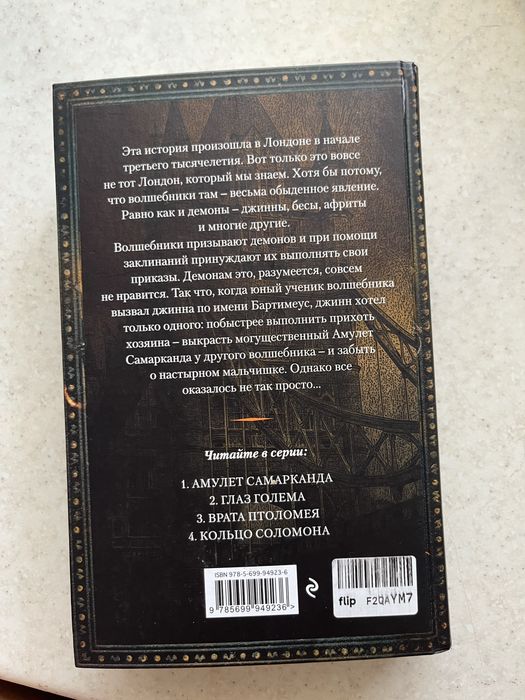 Эта история произошла в Лондоне в начале
третьего тысячелетия. Вот только это вовсе
не тот Лондон, который мы знаем. Хотя бы потому,
что волшебники там – весьма обыденное явление.
Равно как и демоны – джинны, бесы, африты
и многие другие.
Волшебники призывают демонов и при помощи
заклинаний принуждают их выполнять свои
приказы. Демонам это, разумеется, совсем
не нравится. Так что, когда юный ученик волшебника
вызвал джинна по имени Бартимеус, джинн хотел
только одного: побыстрее выполнить прихоть
хозяина – выкрасть могущественный Амулет
Самарканда у другого волшебника – и забыть
о настырном мальчишке. Однако все
оказалось не так просто...
Читайте в серии:
1. АМУЛЕТ САМАРКАНДА
2. ГЛАЗ ГОЛЕМА
3. ВРАТА ПТОЛОМЕЯ
4. КОЛЬЦО СОЛОМОНА
ISBN 978-5-699-94923-6
9 785699 949236 >
flip F2QAYM7